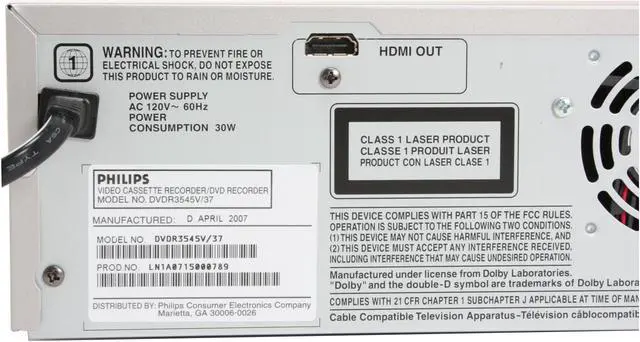 1
WARNING: TO PREVENT FIRE OR
ELECTRICAL SHOCK, DO NOT EXPOSE
THIS PRODUCT TO RAIN OR MOISTURE.
HDMI OUT
POWER SUPPLY
AC 120V~ 60Hz
POWER
CONSUMPTION 30W
CSA TYPE
CLASS 1 LASER PRODUCT
CLASSE 1 PRODUIT LASER
PRODUCT CON LASER CLASE 1
PHILIPS
VIDEO CASSETTE RECORDER/DVD RECORDER
MODEL NO. DVDR3545V/37
MANUFACTURED: D APRIL 2007
MODEL NO. DVDR3545V/37
PROD.NO. LN1A0715000789
DISTRIBUTED BY: Philips Consumer Electronics Company
Marietta, GA 30006-0026
THIS DEVICE COMPLIES WITH PART 15 OF THE FCC RULES.
OPERATION IS SUBJECT TO THE FOLLOWING TWO CONDITIONS.
(1) THIS DEVICE MAY NOT CAUSE HARMFUL INTERFERENCE, AND
(2) THIS DEVICE MUST ACCEPT ANY INTERFERENCE RECEIVED,
INCLUDING INTERFERENCE THAT MAY CAUSE UNDESIRED OPERATION.
Manufactured under license from Dolby Laboratories.
"Dolby" and the double-D symbol are trademarks of Dolby Labora
COMPLIES WITH 21 CFR CHAPTER 1 SUBCHAPTER J APPLICABLE AT TIME OF MAN
Cable Compatible Television Apparatus-Télévision câblocompatib